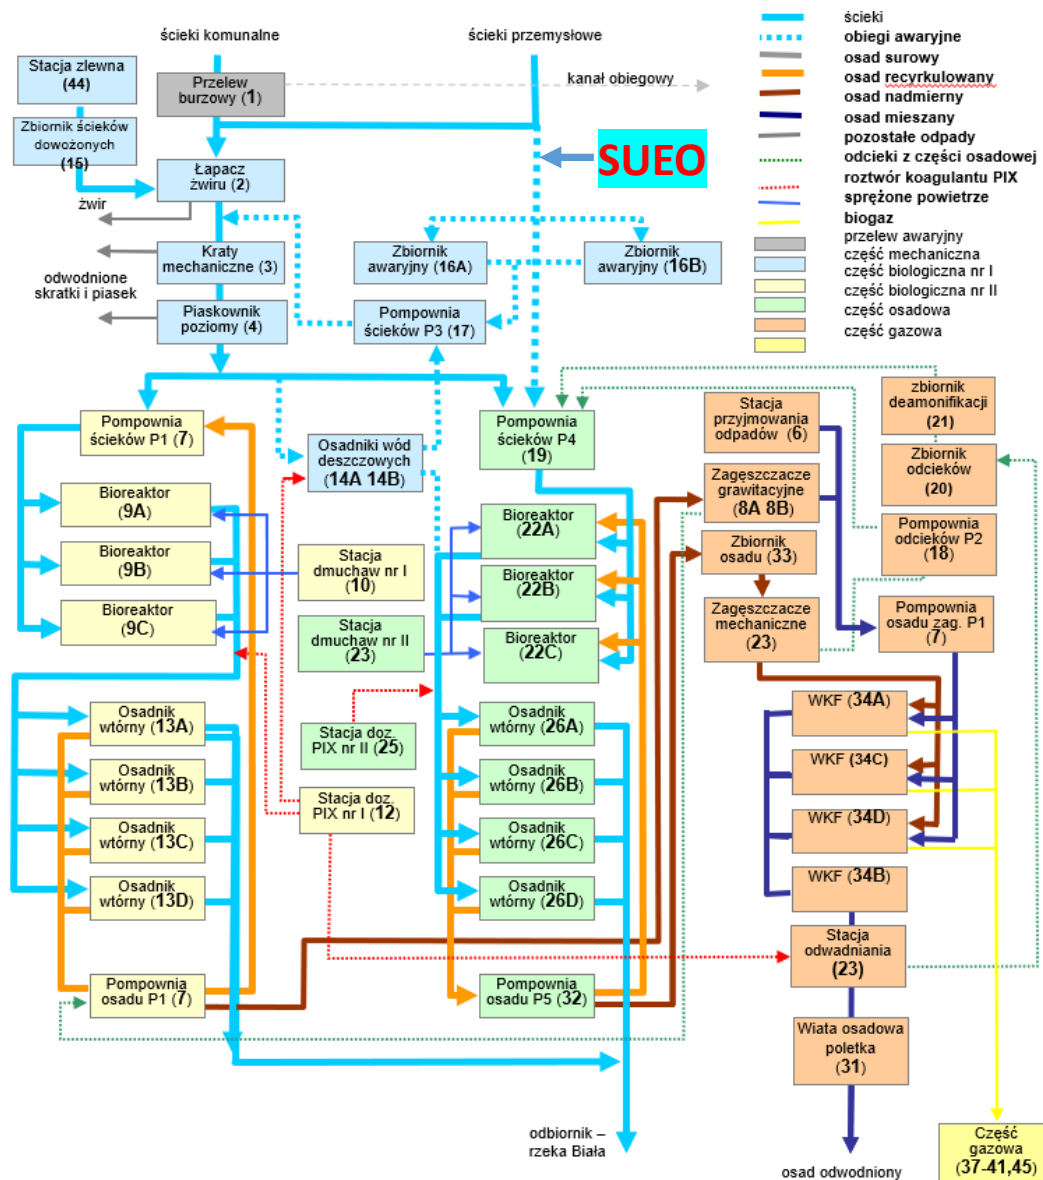 ścieki komunalne
ścieki przemysłowe
Stacja zlewna
(44)
Przelew
burzowy (1)
kanał obiegowy
Zbiornik ścieków
dowożonych
(15)
SUEO
Łapacz
żwiru (2)
żwir
Kraty
mechaniczne (3)
odwodnione
skratki i piasek
Piaskownik
poziomy (4)
Zbiornik
awaryjny (16A)
Zbiornik
awaryjny (16B)
Pompownia
ścieków P3 (17)
ścieki
obiegi awaryjne
osad surowy
osad recyrkulowany
osad nadmierny
osad mieszany
pozostałe odpady
odcieki z części osadowej
roztwór koagulantu PIX
sprężone powietrze
biogaz
przelew awaryjny
część mechaniczna
część biologiczna nr I
część biologiczna nr II
część osadowa
część gazowa
Pompownia
ścieków P1 (7)
Osadniki wód
deszczowych
(14A 14B)
Pompownia
ścieków P4
(19)
Stacja
przyjmowania
odpadów (6)
zbiornik
deamonifikacji
(21)
Zbiornik
odcieków
(20)
Zagęszczacze
grawitacyjne
(8A 8B)
Pompownia
odcieków P2
(18)
Zbiornik
osadu (33)
Bioreaktor
(9A)
Bioreaktor
(9B)
Bioreaktor
(9C)
Stacja
dmuchaw nr I
(10)
Stacja
dmuchaw nr II
(23)
Bioreaktor
(22A)
Bioreaktor
(22B)
Bioreaktor
(22C)
Zagęszczacze
mechaniczne
(23)
Pompownia
osadu zag. P1
(7)
Osadnik
wtórny (13A)
Osadnik
wtórny (13B)
Osadnik
wtórny (13C)
Osadnik
wtórny (13D)
Stacja doz.
PIX nr II (25)
Stacja doz.
PIX nr I (12)
Osadnik
wtórny (26A)
Osadnik
wtórny (26B)
Osadnik
wtórny (26C)
Osadnik
wtórny (26D)
WKF (34A)
WKF (34C)
WKF (34D)
WKF (34B)
Stacja
odwadniania
(23)
Pompownia
osadu P1 (7)
Pompownia
osadu P5 (32)
Wiata osadowa
poletka
(31)
odbiornik –
rzeka Biała
osad odwodniony
Część
gazowa
(37-41,45)